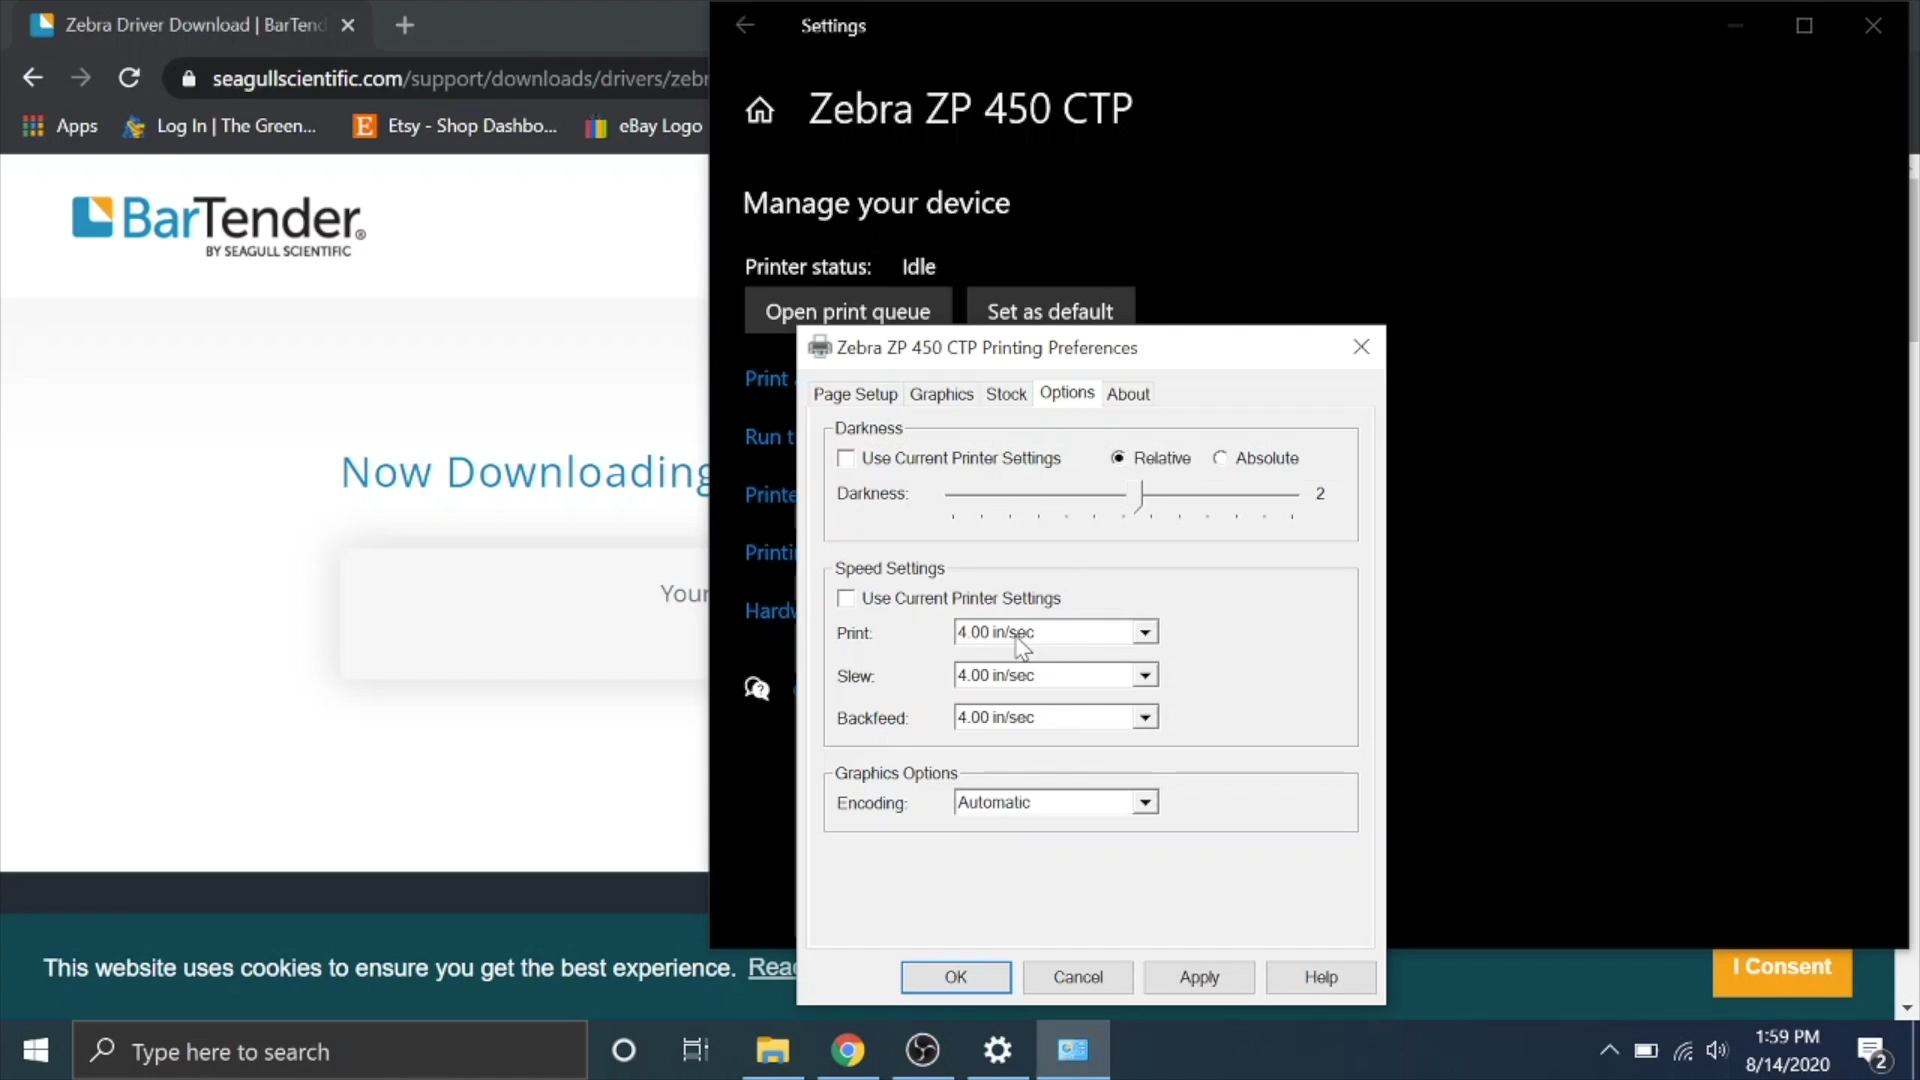 Zebra Driver Download | BarTend
Settings
seagullscientific.com/support/downloads/drivers/zebr
Apps
Log In | The Green...
Etsy - Shop Dashbo...
eBay Logo
Zebra ZP 450 CTP
BarTender®
BY SEAGULL SCIENTIFIC
Manage your device
Printer status: Idle
Open print queue
Set as default
Zebra ZP 450 CTP Printing Preferences
Print
Page Setup
Graphics
Stock
Options
About
Darkness
Run t
Use Current Printer Settings
Relative
Absolute
Now Downloading
Printe
Darkness:
2
Printi
Speed Settings
Your
Use Current Printer Settings
Hardw
Print: 4.00 in/sec
Slew: 4.00 in/sec
Backfeed: 4.00 in/sec
Graphics Options
Encoding: Automatic
This website uses cookies to ensure you get the best experience. Read
OK
Cancel
Apply
Help
I Consent
Type here to search
1:59 PM
8/14/2020
2